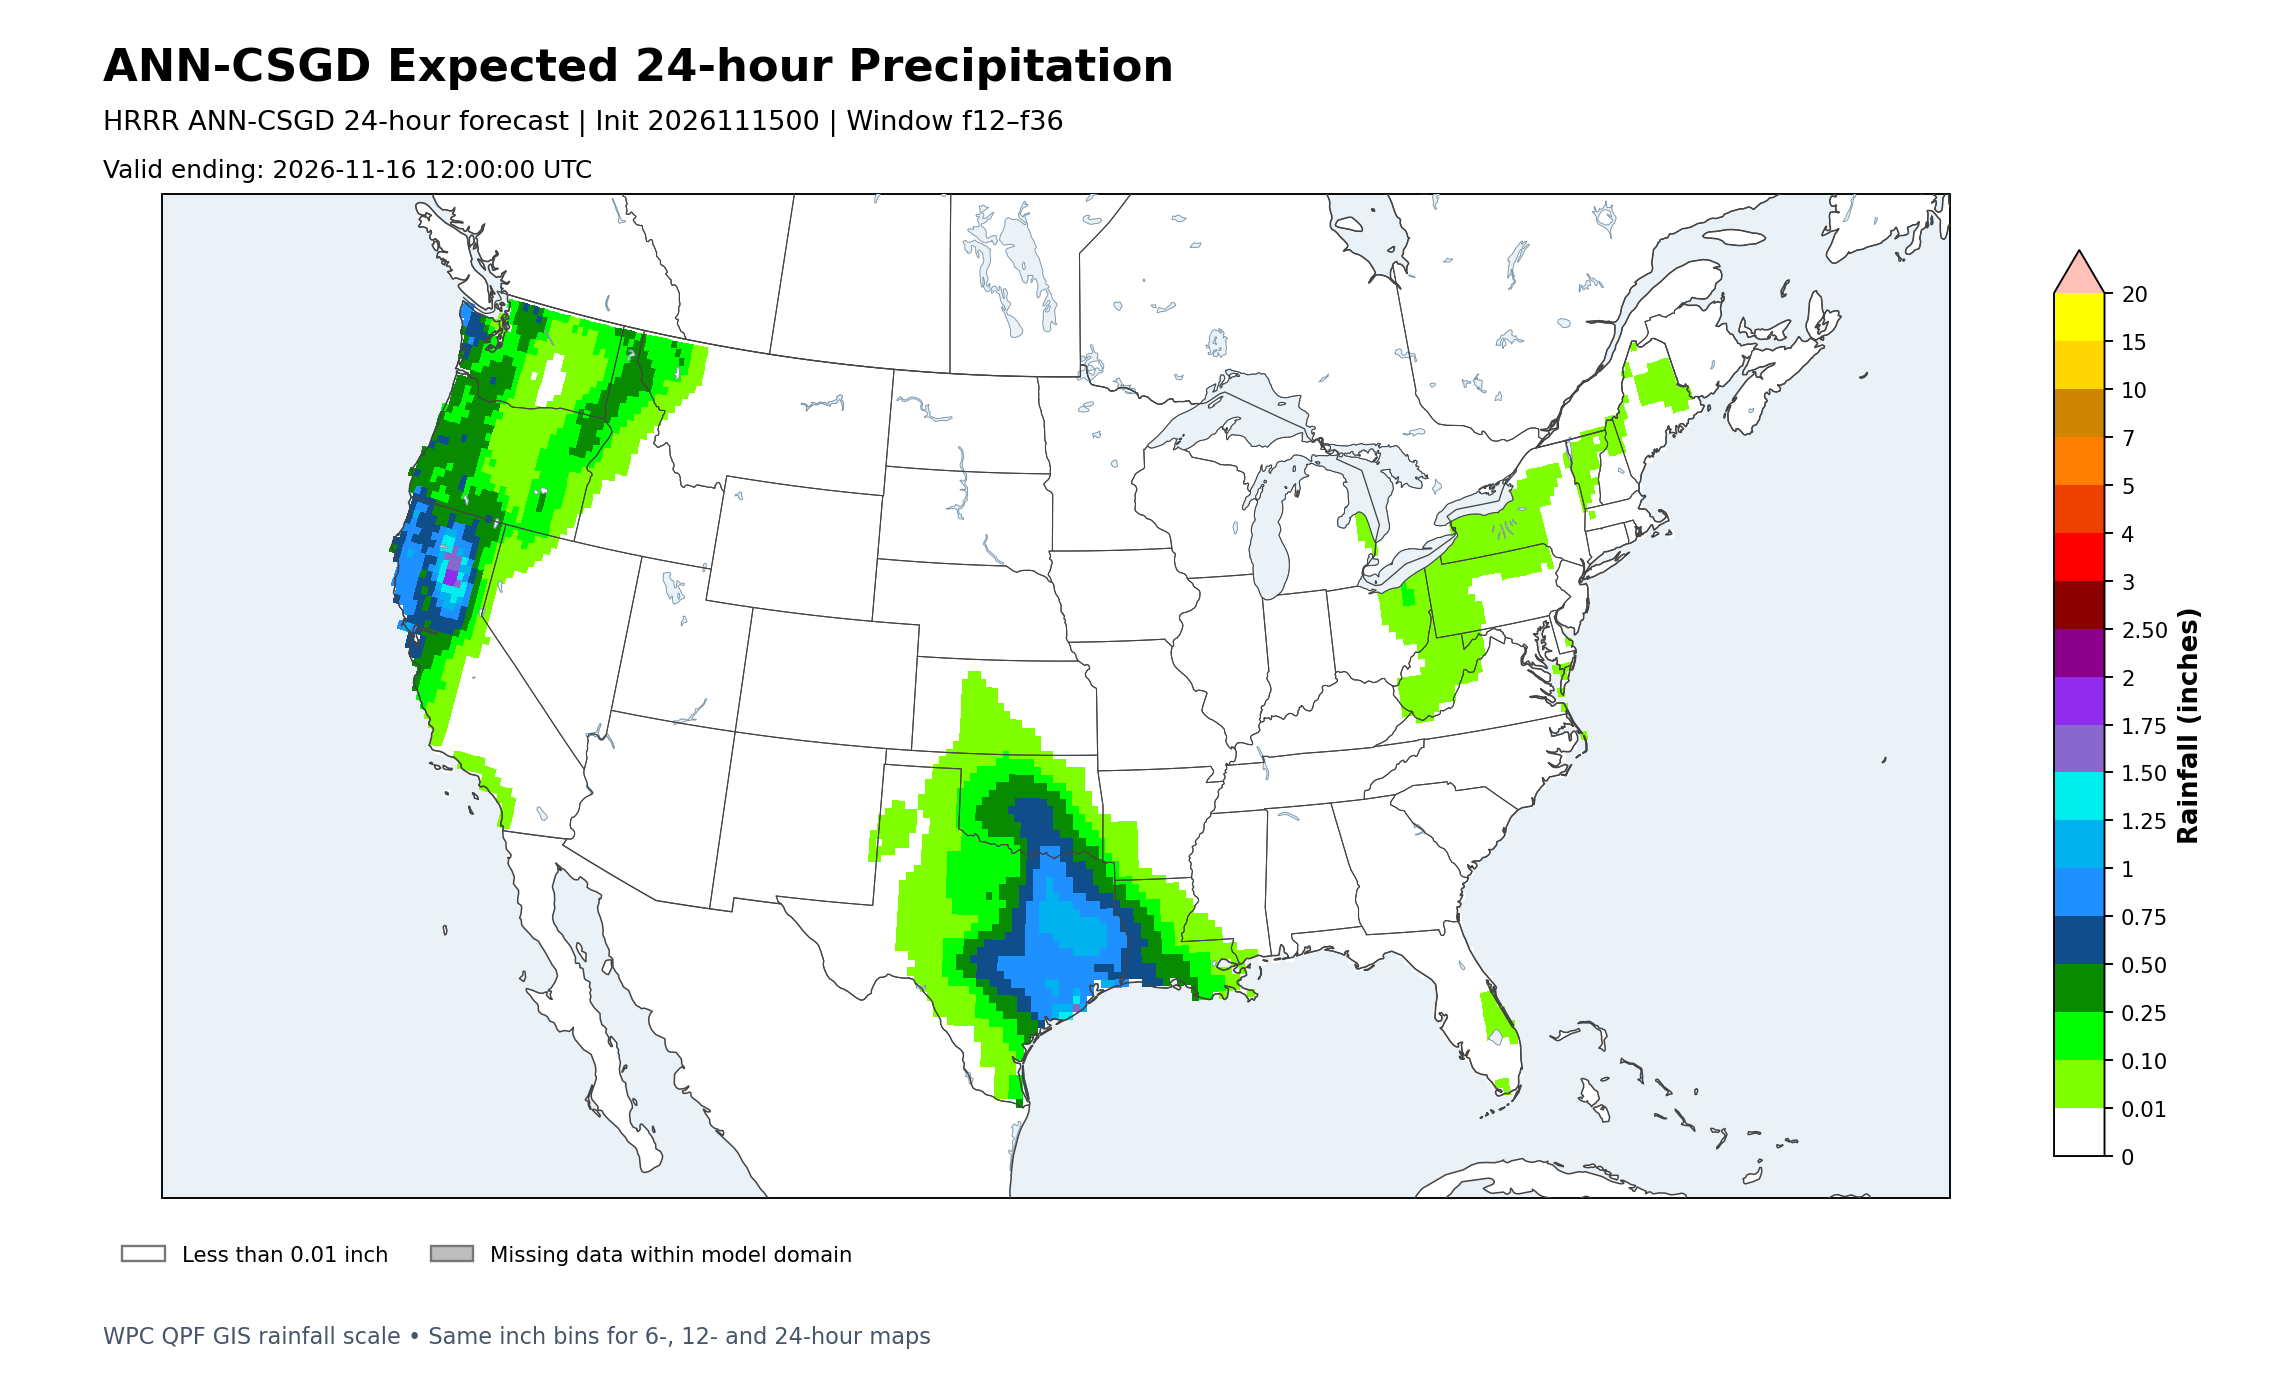 ANN-CSGD Expected 24-hour Precipitation
HRRR ANN-CSGD 24-hour forecast | Init 2026111500 | Window f12–f36
Valid ending: 2026-11-16 12:00:00 UTC
20
15
10
7
5
4
3
2.50
2
1.75
1.50
1.25
1
0.75
0.50
0.25
0.10
0.01
0
Rainfall (inches)
Less than 0.01 inch
Missing data within model domain
WPC QPF GIS rainfall scale • Same inch bins for 6-, 12- and 24-hour maps